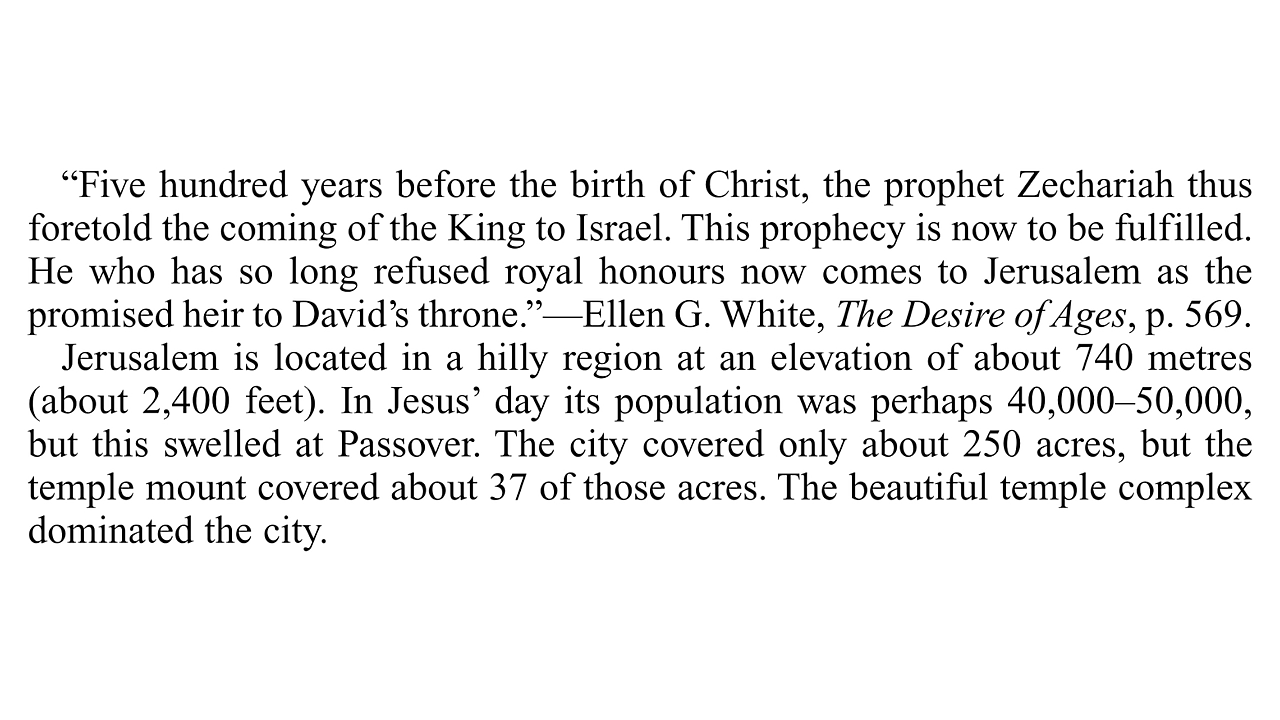 “Five hundred years before the birth of Christ, the prophet Zechariah thus
foretold the coming of the King to Israel. This prophecy is now to be fulfilled.
He who has so long refused royal honours now comes to Jerusalem as the
promised heir to David’s throne.”—Ellen G. White, The Desire of Ages, p. 569.
Jerusalem is located in a hilly region at an elevation of about 740 metres
(about 2,400 feet). In Jesus’ day its population was perhaps 40,000–50,000,
but this swelled at Passover. The city covered only about 250 acres, but the
temple mount covered about 37 of those acres. The beautiful temple complex
dominated the city.